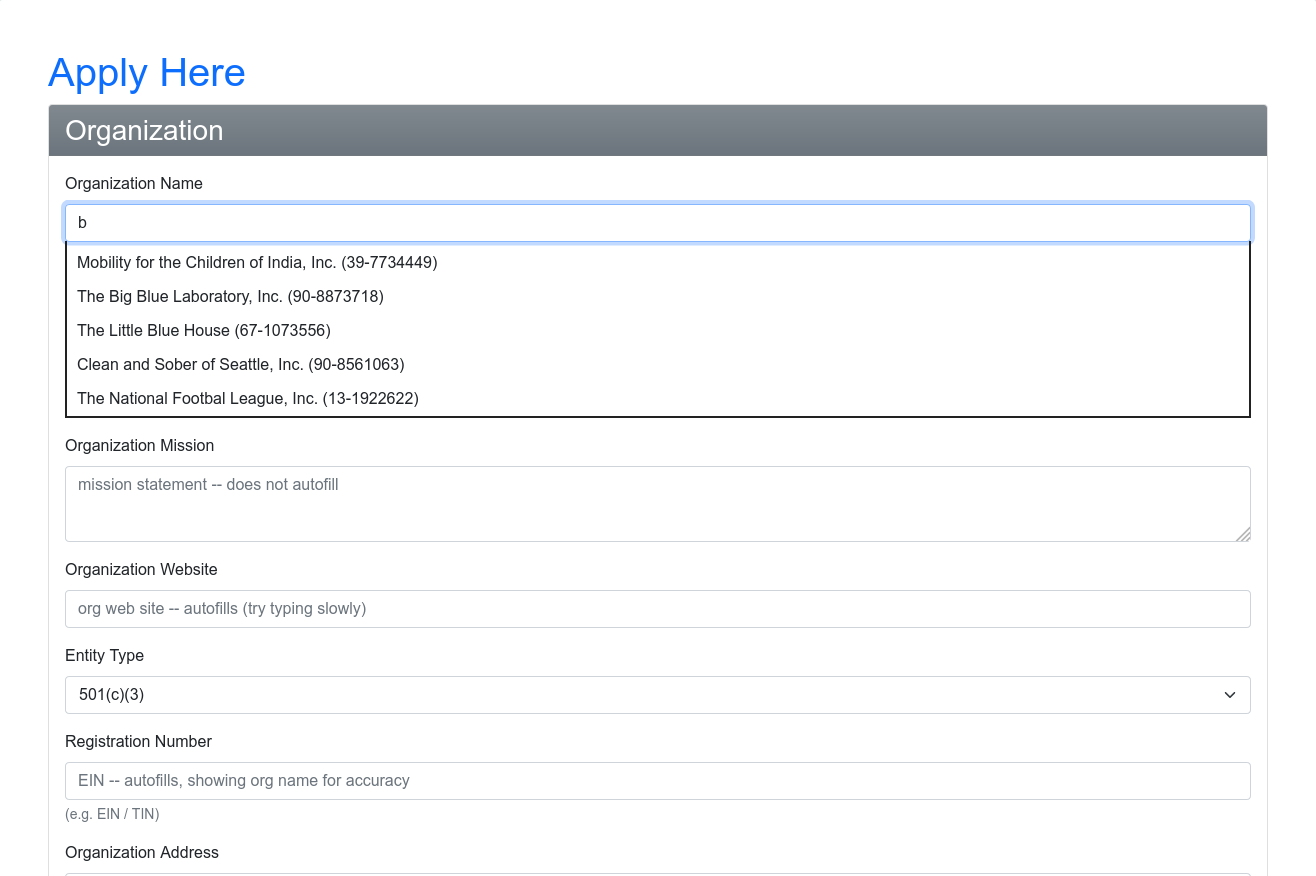 Apply Here
Organization
Organization Name
b
Mobility for the Children of India, Inc. (39-7734449)
The Big Blue Laboratory, Inc. (90-8873718)
The Little Blue House (67-1073556)
Clean and Sober of Seattle, Inc. (90-8561063)
The National Footbal League, Inc. (13-1922622)
Organization Mission
mission statement -- does not autofill
Organization Website
org web site -- autofills (try typing slowly)
Entity Type
501(c)(3)
Registration Number
EIN -- autofills, showing org name for accuracy
(e.g. EIN / TIN)
Organization Address